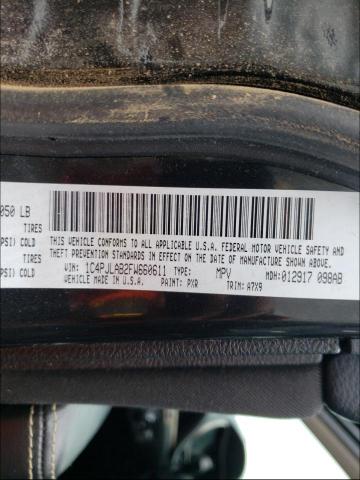 050 LB
TIRES
PSI) COLD
TIRES
PSI) COLD
THIS VEHICLE CONFORMS TO ALL APPLICABLE U.S.A. FEDERAL MOTOR VEHICLE SAFETY AND
THEFT PREVENTION STANDARDS IN EFFECT ON THE DATE OF MANUFACTURE SHOWN ABOVE.
VIN: 1C4PJLAB2FW660611 TYPE: MPV MDH: 012917 098AB
VEHICLE MADE IN U.S.A. PAINT: PXR TRIM: A7X9